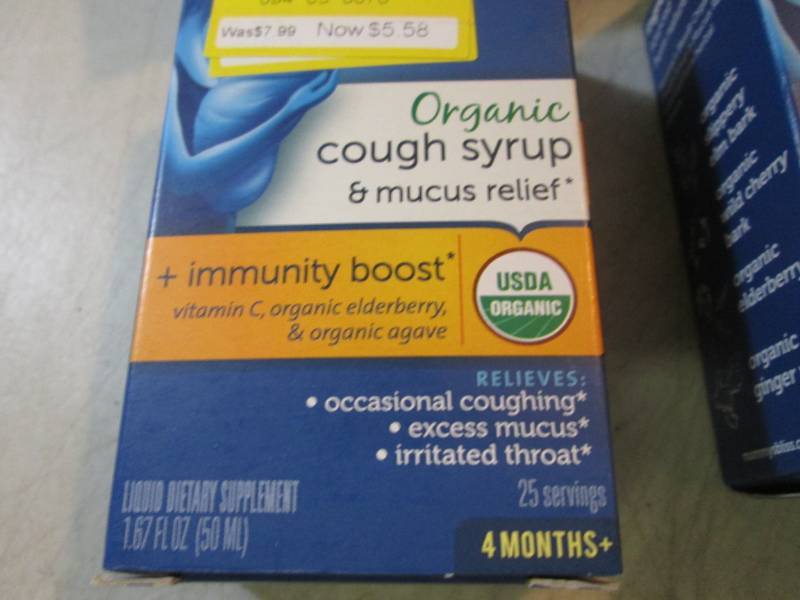 Was$7.99 Now $5.58
Organic
cough syrup
& mucus relief*
+ immunity boost*
vitamin C, organic elderberry,
& organic agave
USDA
ORGANIC
RELIEVES:
• occasional coughing*
• excess mucus*
• irritated throat*
LIQUID DIETARY SUPPLEMENT
1.67 FL OZ (50 ML)
25 servings
4 MONTHS+
organic
slippery
elm bark
organic
wild cherry
bark
organic
elderberry
organic
ginger